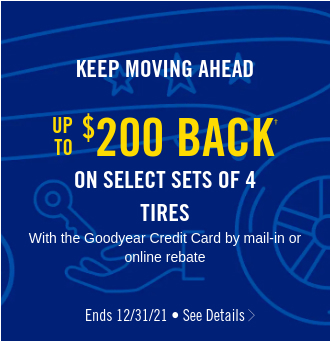 KEEP MOVING AHEAD
UP TO $200 BACK†
ON SELECT SETS OF 4
TIRES
With the Goodyear Credit Card by mail-in or
online rebate
Ends 12/31/21 • See Details >